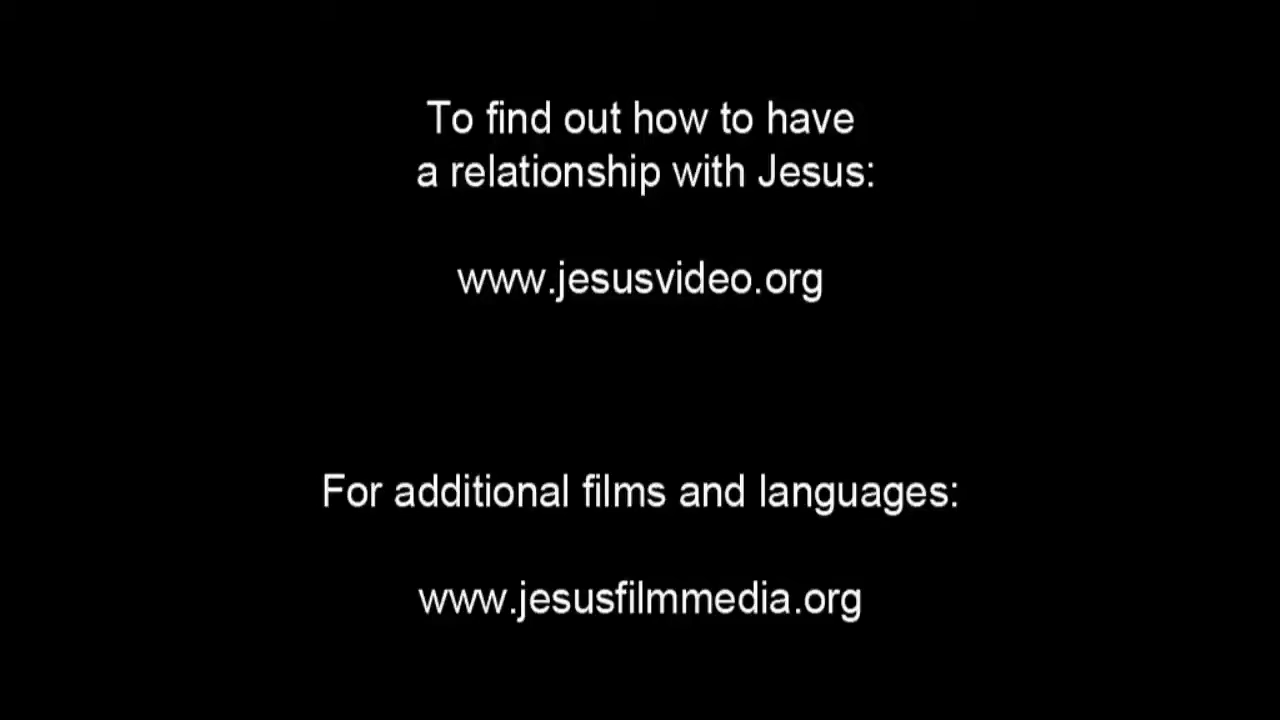 To find out how to have
a relationship with Jesus:
www.jesusvideo.org
For additional films and languages:
www.jesusfilmmedia.org